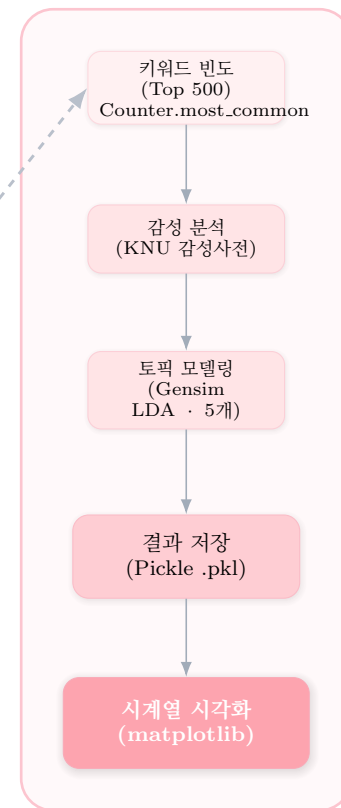 키워드 빈도
(Top 500)
Counter.most_common
감성 분석
(KNU 감성사전)
토픽 모델링
(Gensim
LDA · 5개)
결과 저장
(Pickle .pkl)
시계열 시각화
(matplotlib)